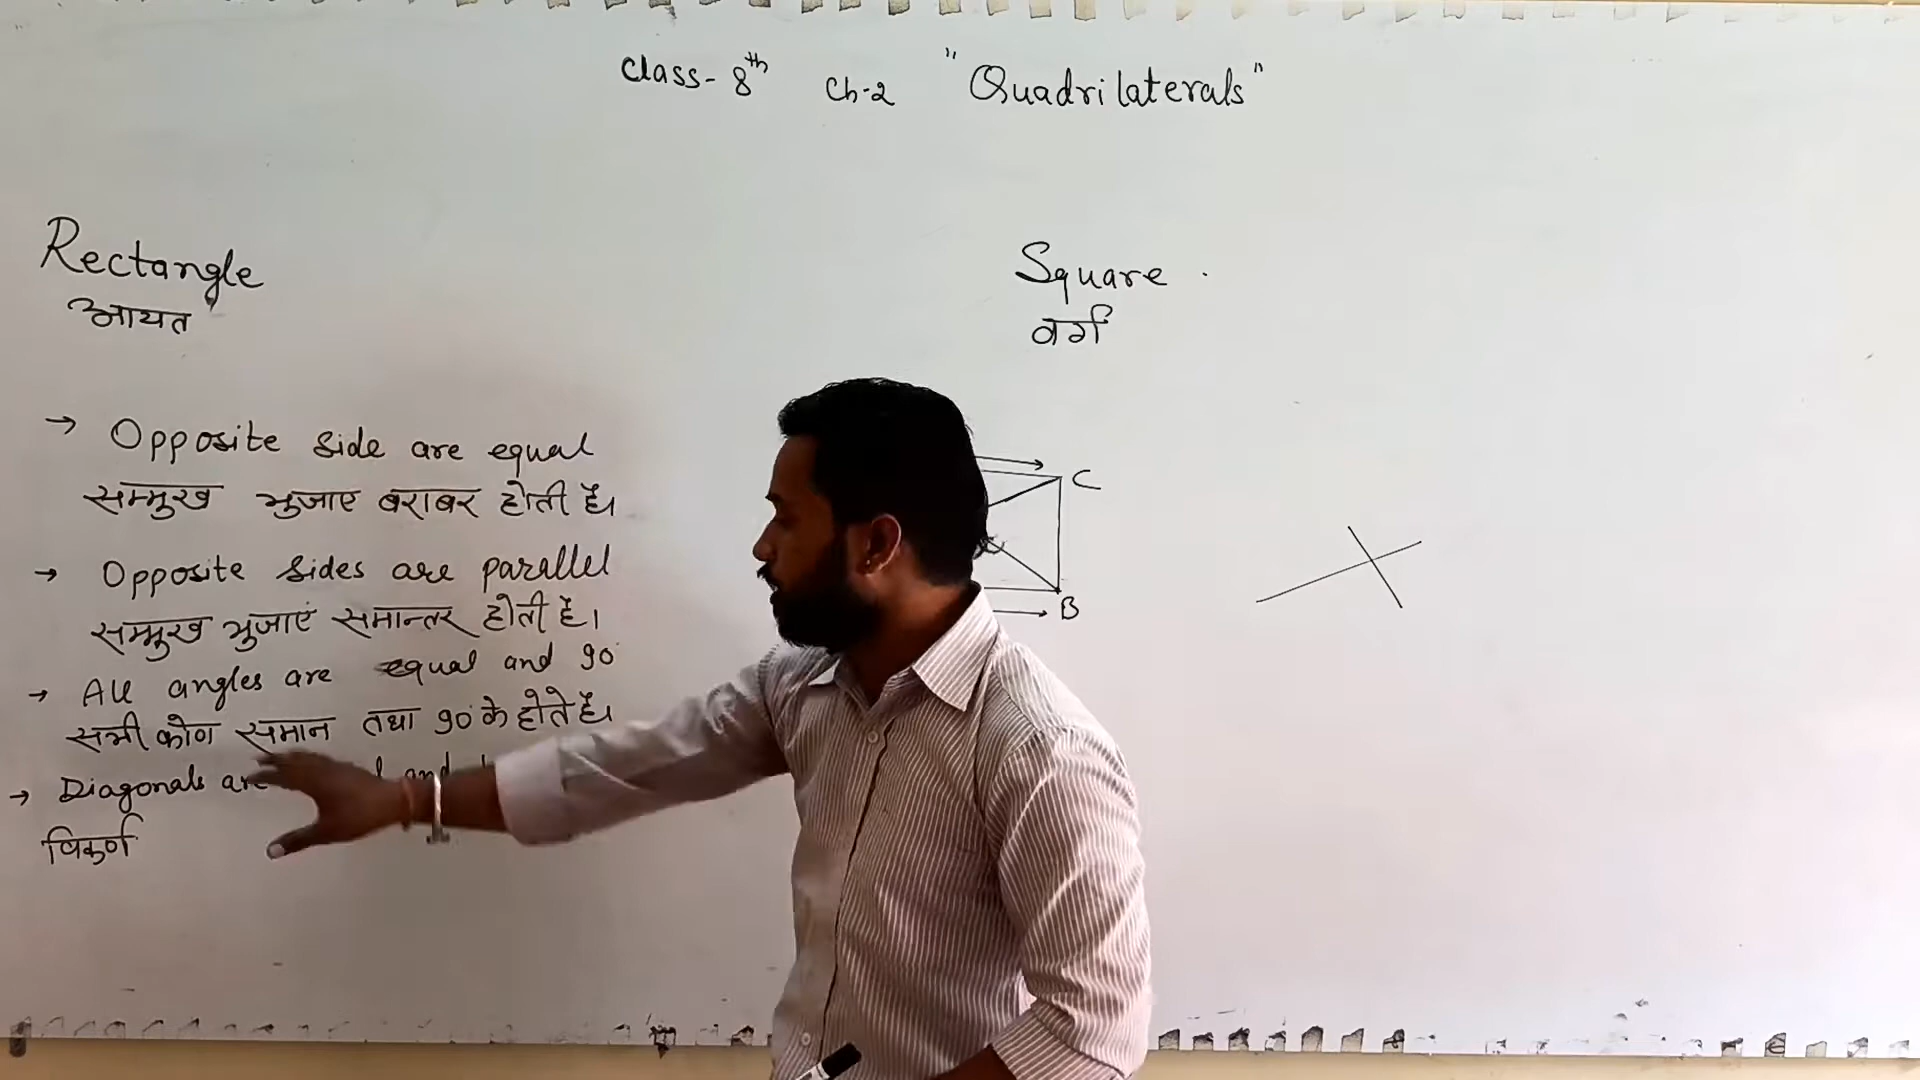 Class-8th Ch-2 "Quadrilaterals"
Rectangle
आयत
Square
वर्ग
→ Opposite side are equal
सम्मुख भुजाए बराबर होती हैं।
→ Opposite sides are parallel
सम्मुख भुजाएं समान्तर होती हैं।
→ All angles are equal and 90°
सभी कोण समान तथा 90° के होते हैं।
→ Diagonals are and
विकर्ण
C
B